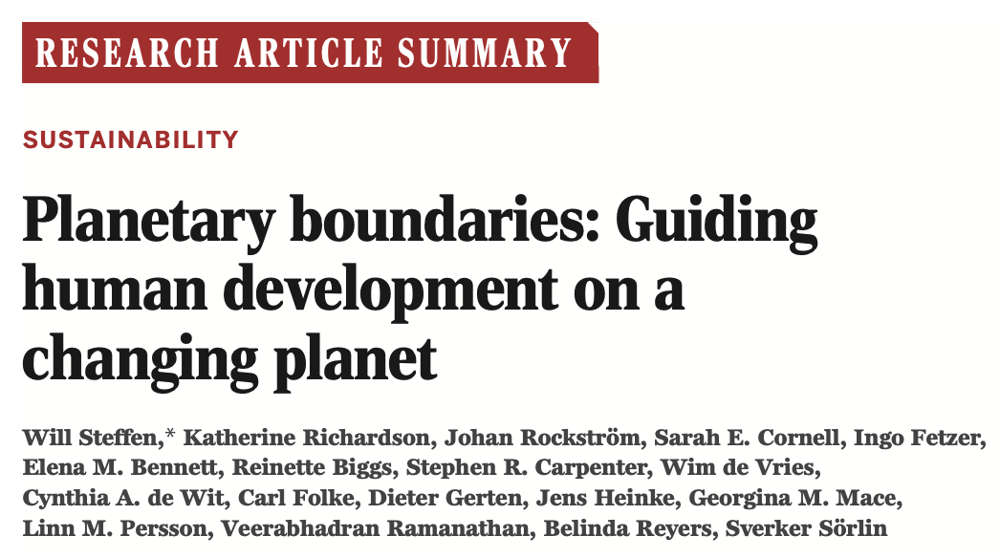 RESEARCH ARTICLE SUMMARY
SUSTAINABILITY
Planetary boundaries: Guiding
human development on a
changing planet
Will Steffen,* Katherine Richardson, Johan Rockström, Sarah E. Cornell, Ingo Fetzer,
Elena M. Bennett, Reinette Biggs, Stephen R. Carpenter, Wim de Vries,
Cynthia A. de Wit, Carl Folke, Dieter Gerten, Jens Heinke, Georgina M. Mace,
Linn M. Persson, Veerabhadran Ramanathan, Belinda Reyers, Sverker Sörlin